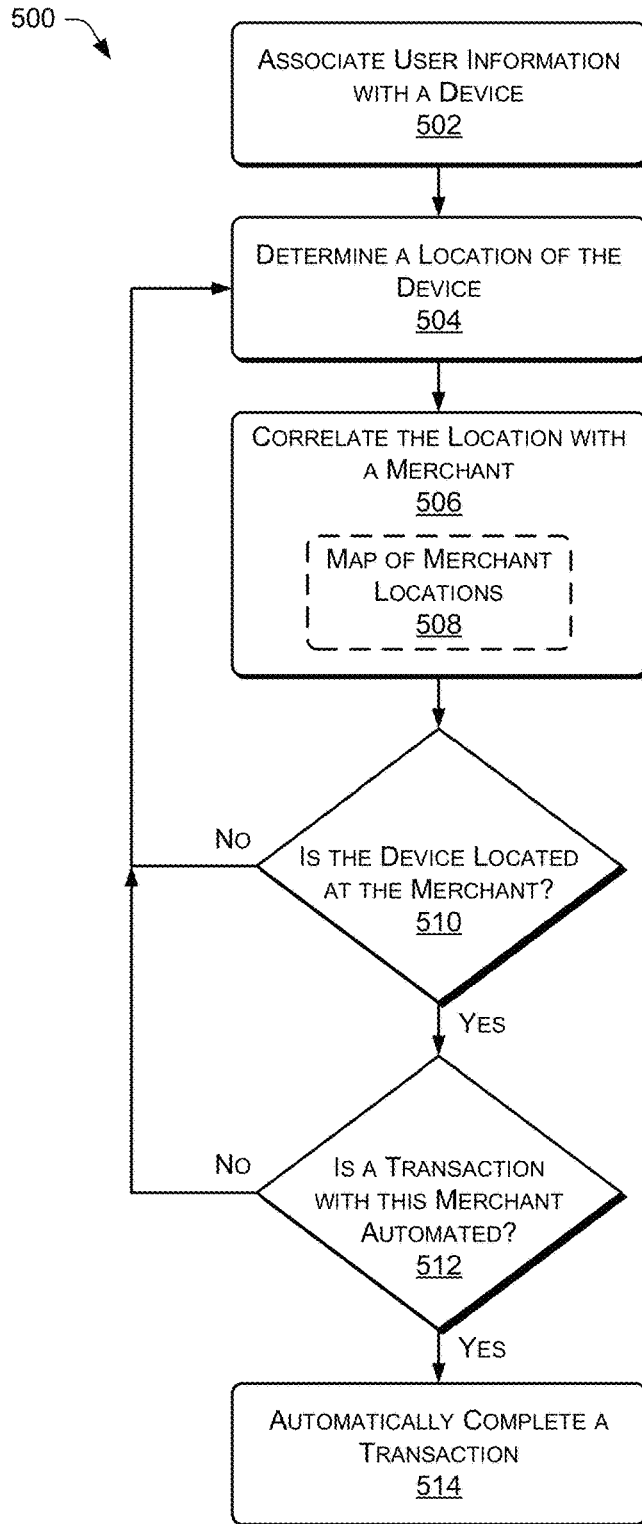 500
ASSOCIATE USER INFORMATION
WITH A DEVICE
502
DETERMINE A LOCATION OF THE
DEVICE
504
CORRELATE THE LOCATION WITH
A MERCHANT
506
MAP OF MERCHANT
LOCATIONS
508
NO
IS THE DEVICE LOCATED
AT THE MERCHANT?
510
YES
NO
IS A TRANSACTION
WITH THIS MERCHANT
AUTOMATED?
512
YES
AUTOMATICALLY COMPLETE A
TRANSACTION
514